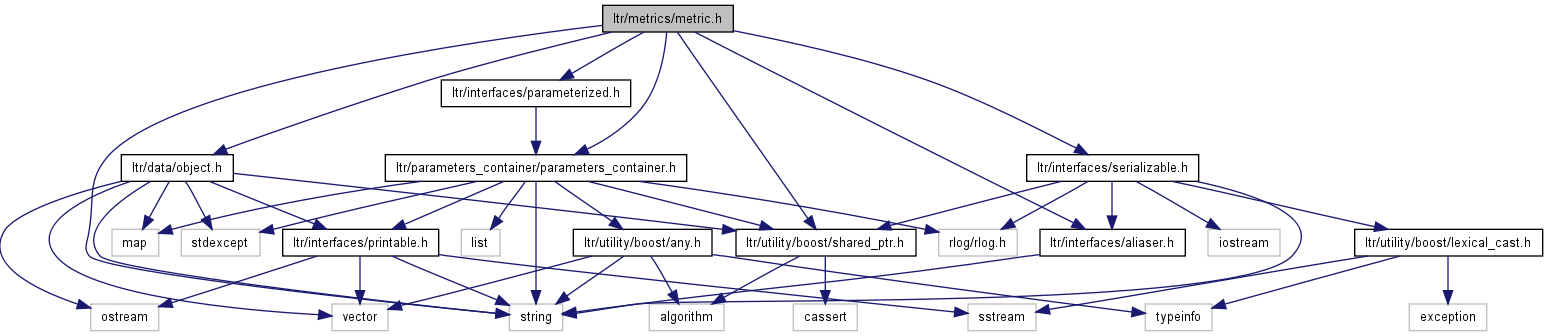 ltr/metrics/metric.h
ltr/interfaces/parameterized.h
ltr/data/object.h
ltr/parameters_container/parameters_container.h
ltr/interfaces/serializable.h
map
stdexcept
ltr/interfaces/printable.h
list
ltr/utility/boost/any.h
ltr/utility/boost/shared_ptr.h
rlog/rlog.h
ltr/interfaces/aliaser.h
iostream
ltr/utility/boost/lexical_cast.h
ostream
vector
string
algorithm
cassert
sstream
typeinfo
exception